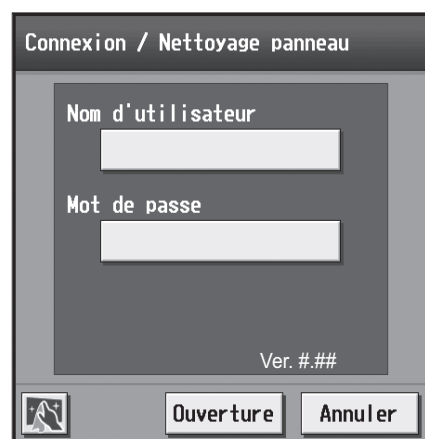 Connexion / Nettoyage panneau
Nom d'utilisateur
Mot de passe
Ver. #.##
Ouverture Annuler